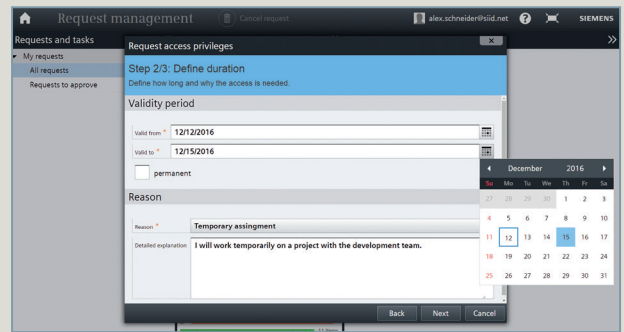 Request management
Cancel request
alex.schneider@siid.net
SIEMENS
Requests and tasks
My requests
All requests
Requests to approve
Request access privileges
Step 2/3: Define duration
Define how long and why the access is needed.
Validity period
Valid from * 12/12/2016
Valid to * 12/15/2016
permanent
Reason
Reason * Temporary assingment
Detailed explanation I will work temporarily on a project with the development team.
Back Next Cancel
December 2016
Su Mo Tu We Th Fr Sa
27 28 29 30 1 2 3
4 5 6 7 8 9 10
11 12 13 14 15 16 17
18 19 20 21 22 23 24
25 26 27 28 29 30 31